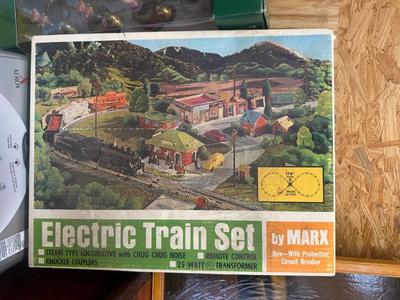 XEROX
Electric Train Set
by MARX
STEAM TYPE LOCOMOTIVE with CHUG CHUG NOISE
REMOTE CONTROL
KNUCKLE COUPLERS
25 WATT
TRANSFORMER
New-With Protective
Circuit Breaker